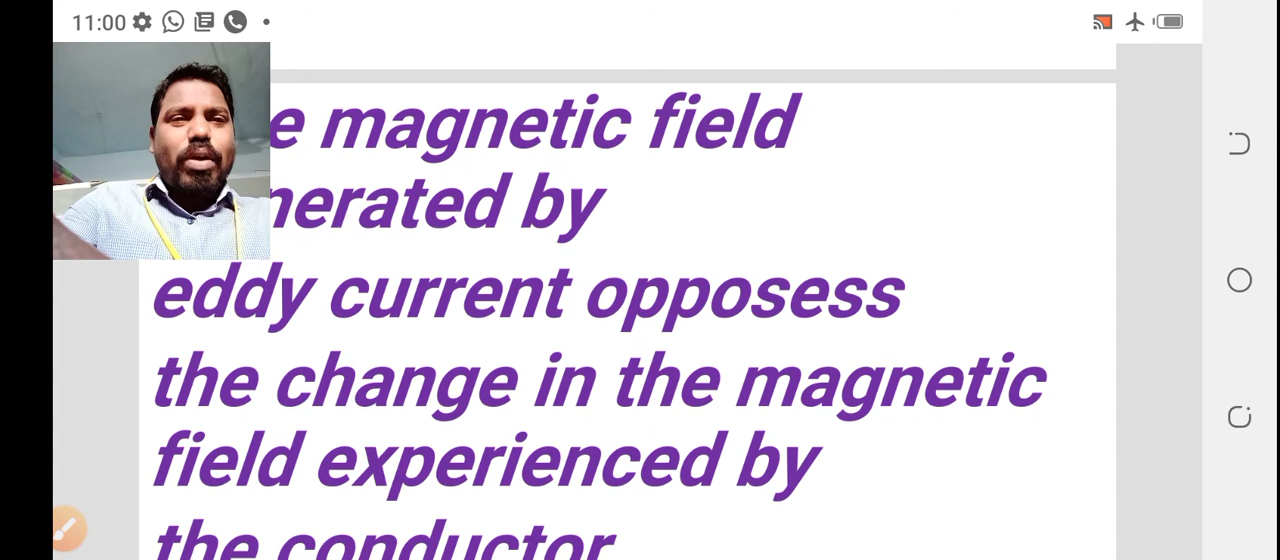 11:00
e magnetic field
nerated by
eddy current opposess
the change in the magnetic
field experienced by
the conductor